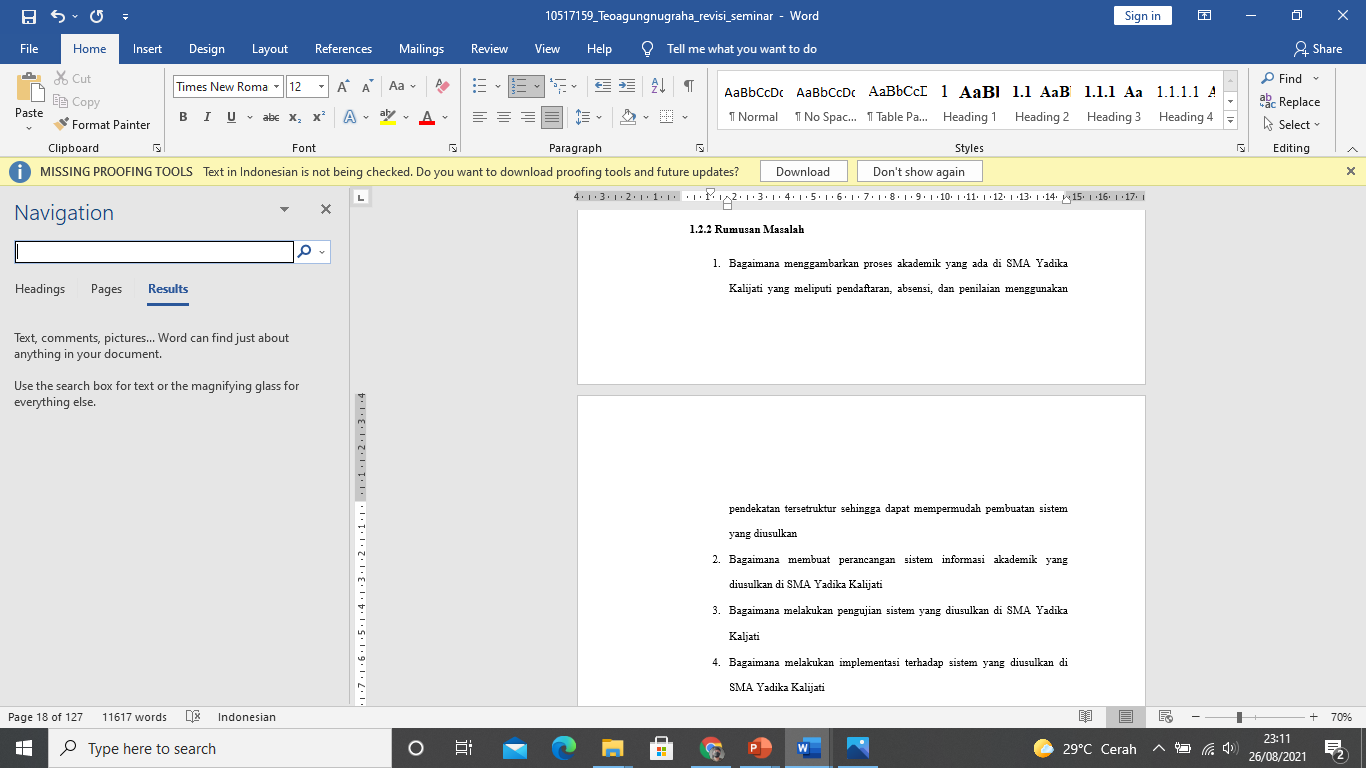 10517159_Teoagungnugraha_revisi_seminar - Word
Sign in
File Home Insert Design Layout References Mailings Review View Help Tell me what you want to do Share
Paste
Cut
Copy
Format Painter
Clipboard
Times New Roma 12
Font
Paragraph
AaBbCcDc AaBbCcDc AaBbCcD 1 AaBl 1.1 AaB 1.1.1 Aa 1.1.1.1 A
¶ Normal ¶ No Spac... ¶ Table Pa... Heading 1 Heading 2 Heading 3 Heading 4
Styles
Find
Replace
Select
Editing
MISSING PROOFING TOOLS Text in Indonesian is not being checked. Do you want to download proofing tools and future updates? Download Don't show again
Navigation
Headings Pages Results
Text, comments, pictures... Word can find just about
anything in your document.
Use the search box for text or the magnifying glass for
everything else.
1.2.2 Rumusan Masalah
1. Bagaimana menggambarkan proses akademik yang ada di SMA Yadika
Kalijati yang meliputi pendaftaran, absensi, dan penilaian menggunakan
pendekatan tersetruktur sehingga dapat mempermudah pembuatan sistem
yang diusulkan
2. Bagaimana membuat perancangan sistem informasi akademik yang
diusulkan di SMA Yadika Kalijati
3. Bagaimana melakukan pengujian sistem yang diusulkan di SMA Yadika
Kaljati
4. Bagaimana melakukan implementasi terhadap sistem yang diusulkan di
SMA Yadika Kalijati
Page 18 of 127 11617 words Indonesian 70%
Type here to search
29°C Cerah
23:11
26/08/2021
2